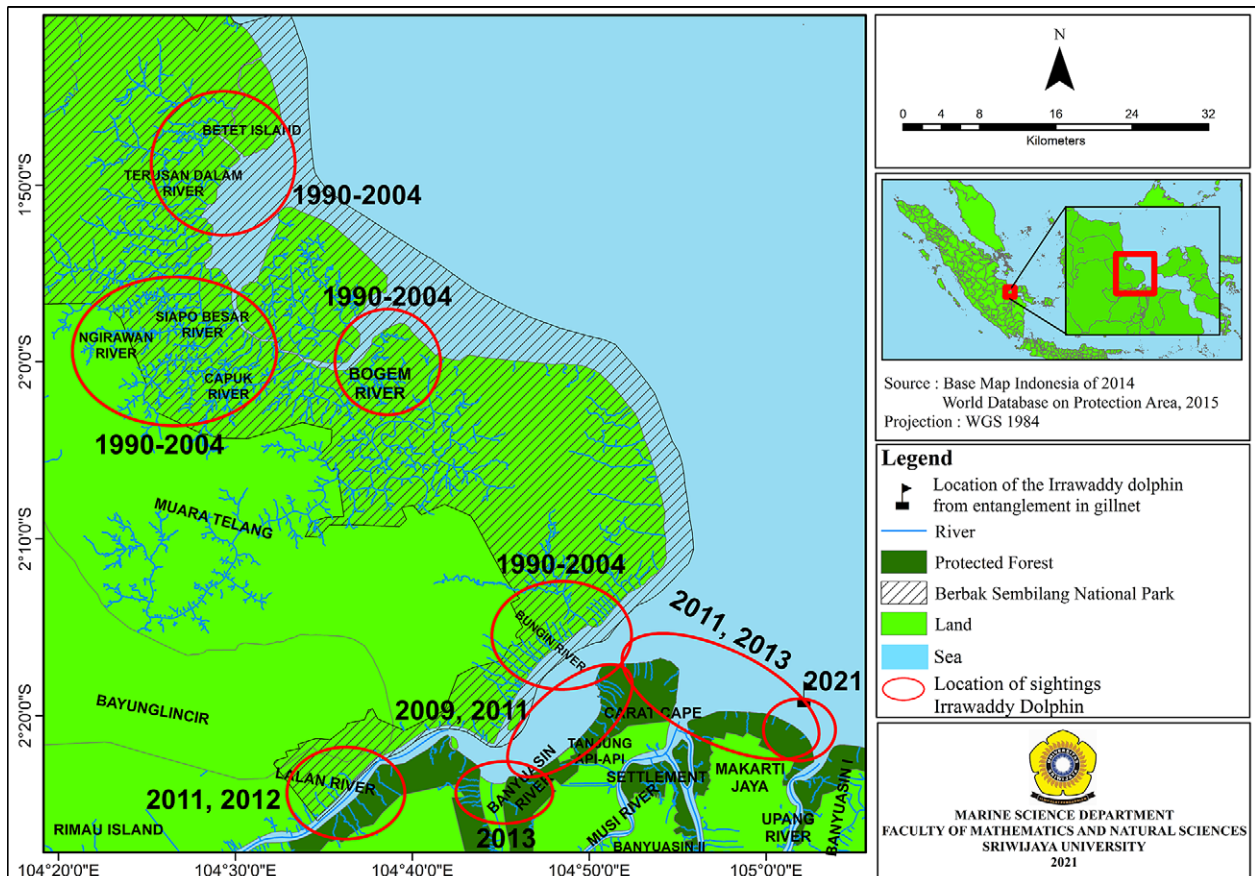 BETET ISLAND
TERUSAN DALAM
RIVER
1990-2004
1990-2004
SIAPO BESAR
RIVER
NGIRAWAN
RIVER
CAPUK
RIVER
BOGEM
RIVER
1990-2004
MUARA TELANG
1990-2004
BUNGIN RIVER
2011, 2013
2021
2009, 2011
BAYUNGLINCIR
CARAT CAPE
TANJUNG
API-API
SETTLEMENT
MAKARTI
JAYA
LALAN RIVER
2011, 2012
BANYUASIN
RIVER
2013
MUSI RIVER
UPANG
RIVER
BANYUASIN I
BANYUASIN II
RIMAU ISLAND
1°50'0"S
2°0'0"S
2°10'0"S
2°20'0"S
104°20'0"E
104°30'0"E
104°40'0"E
104°50'0"E
105°0'0"E
N
0 4 8 16 24 32
Kilometers
Source : Base Map Indonesia of 2014
World Database on Protection Area, 2015
Projection : WGS 1984
Legend
Location of the Irrawaddy dolphin
from entanglement in gillnet
River
Protected Forest
Berbak Sembilang National Park
Land
Sea
Location of sightings
Irrawaddy Dolphin
MARINE SCIENCE DEPARTMENT
FACULTY OF MATHEMATICS AND NATURAL SCIENCES
SRIWIJAYA UNIVERSITY
2021